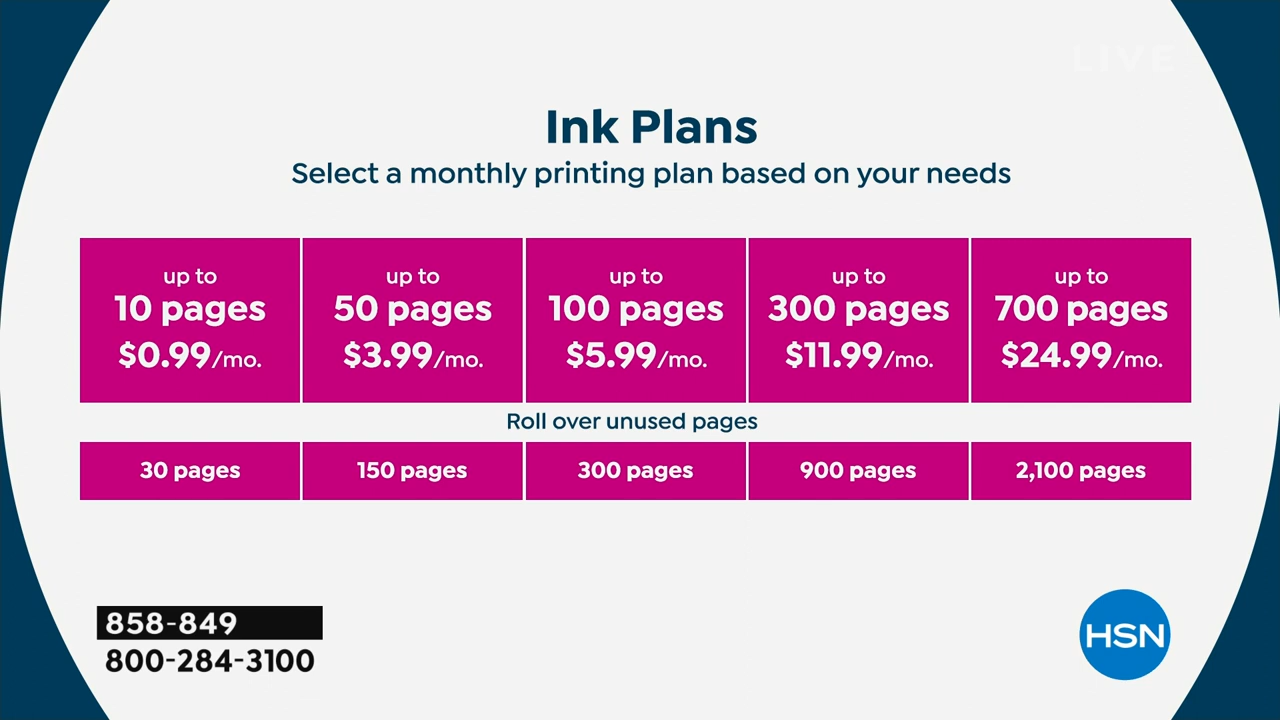 LIVE
Ink Plans
Select a monthly printing plan based on your needs
up to
10 pages
$0.99/mo.
up to
50 pages
$3.99/mo.
up to
100 pages
$5.99/mo.
up to
300 pages
$11.99/mo.
up to
700 pages
$24.99/mo.
Roll over unused pages
30 pages
150 pages
300 pages
900 pages
2,100 pages
858-849
800-284-3100
HSN